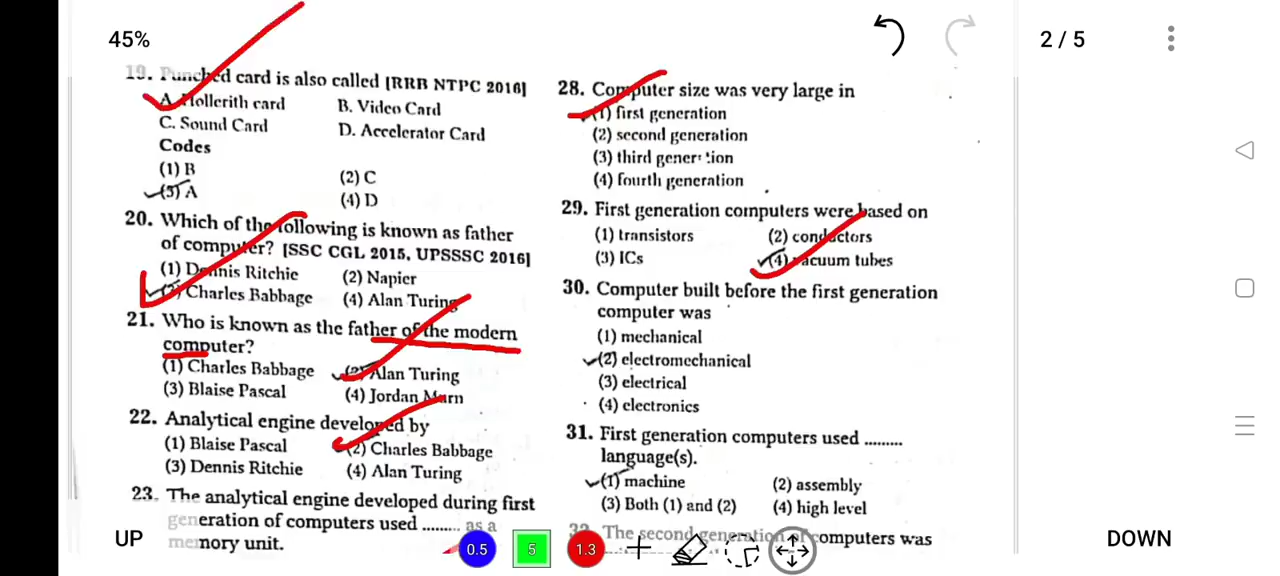 45%
2 / 5
19. Punched card is also called [RRB NTPC 2016]
A. Hollerith card B. Video Card
C. Sound Card D. Accelerator Card
Codes
(1) B (2) C
(3) A (4) D
20. Which of the following is known as father
of computer? [SSC CGL 2015, UPSSSC 2016]
(1) Dennis Ritchie (2) Napier
(3) Charles Babbage (4) Alan Turing
21. Who is known as the father of the modern
computer?
(1) Charles Babbage (2) Alan Turing
(3) Blaise Pascal (4) Jordan Murn
22. Analytical engine developed by
(1) Blaise Pascal (2) Charles Babbage
(3) Dennis Ritchie (4) Alan Turing
23. The analytical engine developed during first
generation of computers used ......... as a
memory unit.
28. Computer size was very large in
(1) first generation
(2) second generation
(3) third generation
(4) fourth generation
29. First generation computers were based on
(1) transistors (2) conductors
(3) ICs (4) vacuum tubes
30. Computer built before the first generation
computer was
(1) mechanical
(2) electromechanical
(3) electrical
(4) electronics
31. First generation computers used .........
language(s).
(1) machine (2) assembly
(3) Both (1) and (2) (4) high level
32. The second generation of computers was
UP
0.5
5
1.3
DOWN